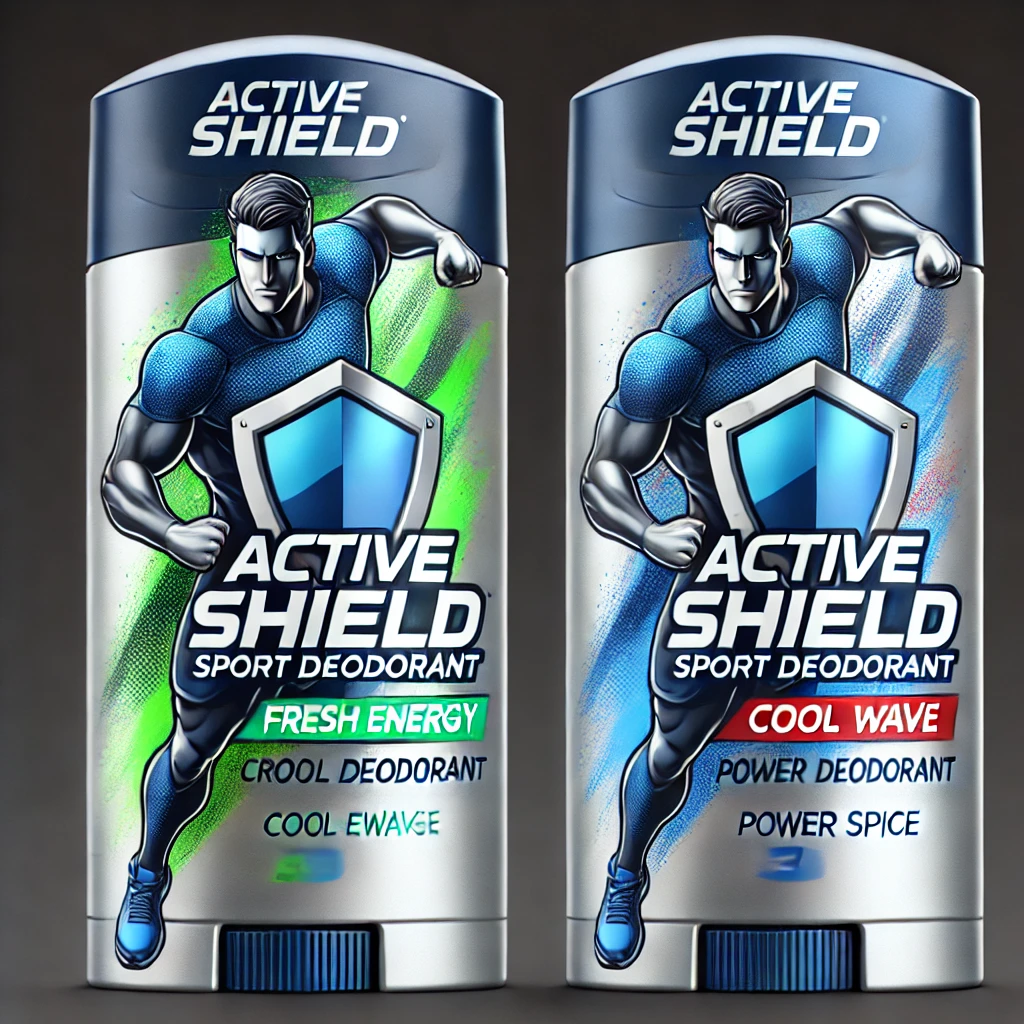 ACTIVE
SHIELD
ACTIVE
SHIELD
SPORT DEODORANT
FRESH ENERGY
CROOL DEODORANT
COOL
ACTIVE
SHIELD
ACTIVE
SHIELD
SPORT DEODORANT
COOL WAVE
POWER DEODORANT
POWER SPICE